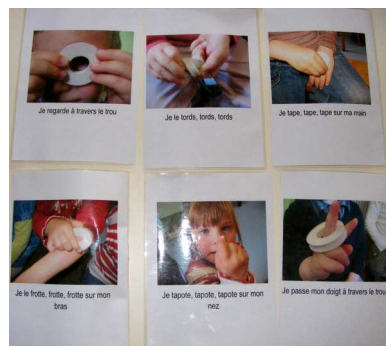 Je regarde à travers le trou
Je le tords, tords, tords
Je tape, tape, tape sur ma main
Je le frotte, frotte, frotte sur mon
bras
Je tapote, tapote, tapote sur mon
nez
Je passe mon doigt à travers le trou